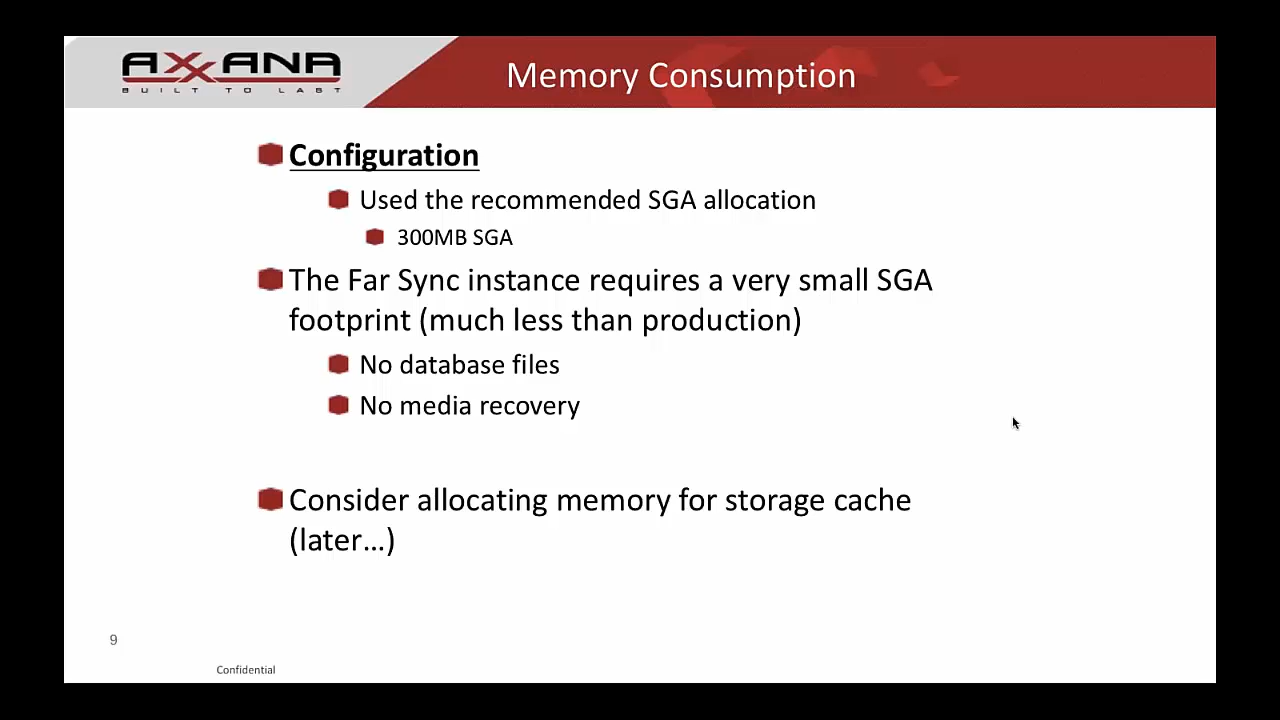 AXXANA
BUILT TO LAST
Memory Consumption
Configuration
Used the recommended SGA allocation
300MB SGA
The Far Sync instance requires a very small SGA
footprint (much less than production)
No database files
No media recovery
Consider allocating memory for storage cache
(later…)
9
Confidential